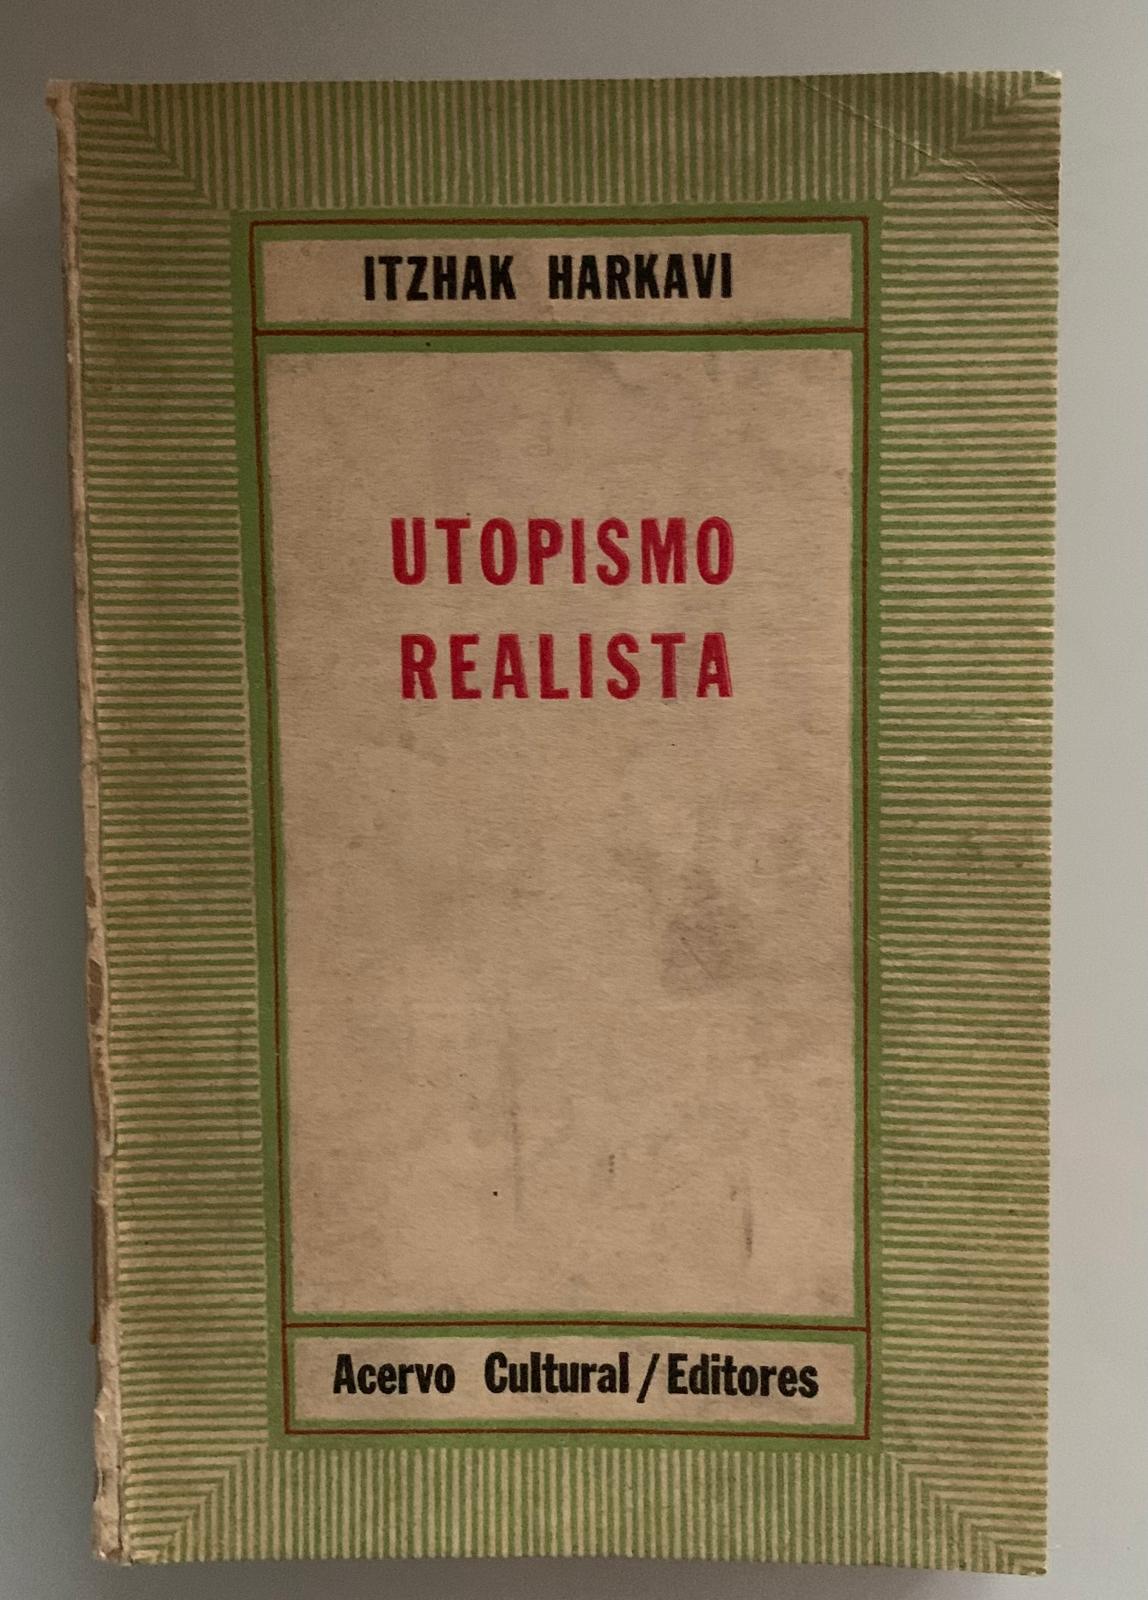 ITZHAK HARKAVI
UTOPISMO
REALISTA
Acervo Cultural/Editores